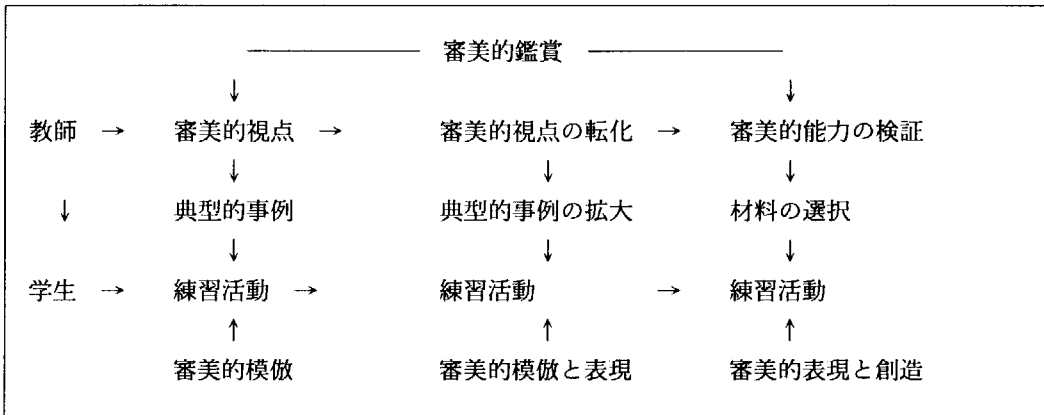 審美的鑑賞
↓ ↓
教師 → 審美的視点 → 審美的視点の転化 → 審美的能力の検証
↓ ↓ ↓
↓ 典型的事例 典型的事例の拡大 材料の選択
↓ ↓ ↓
学生 → 練習活動 → 練習活動 → 練習活動
↑ ↑ ↑
審美的模倣 審美的模倣と表現 審美的表現と創造